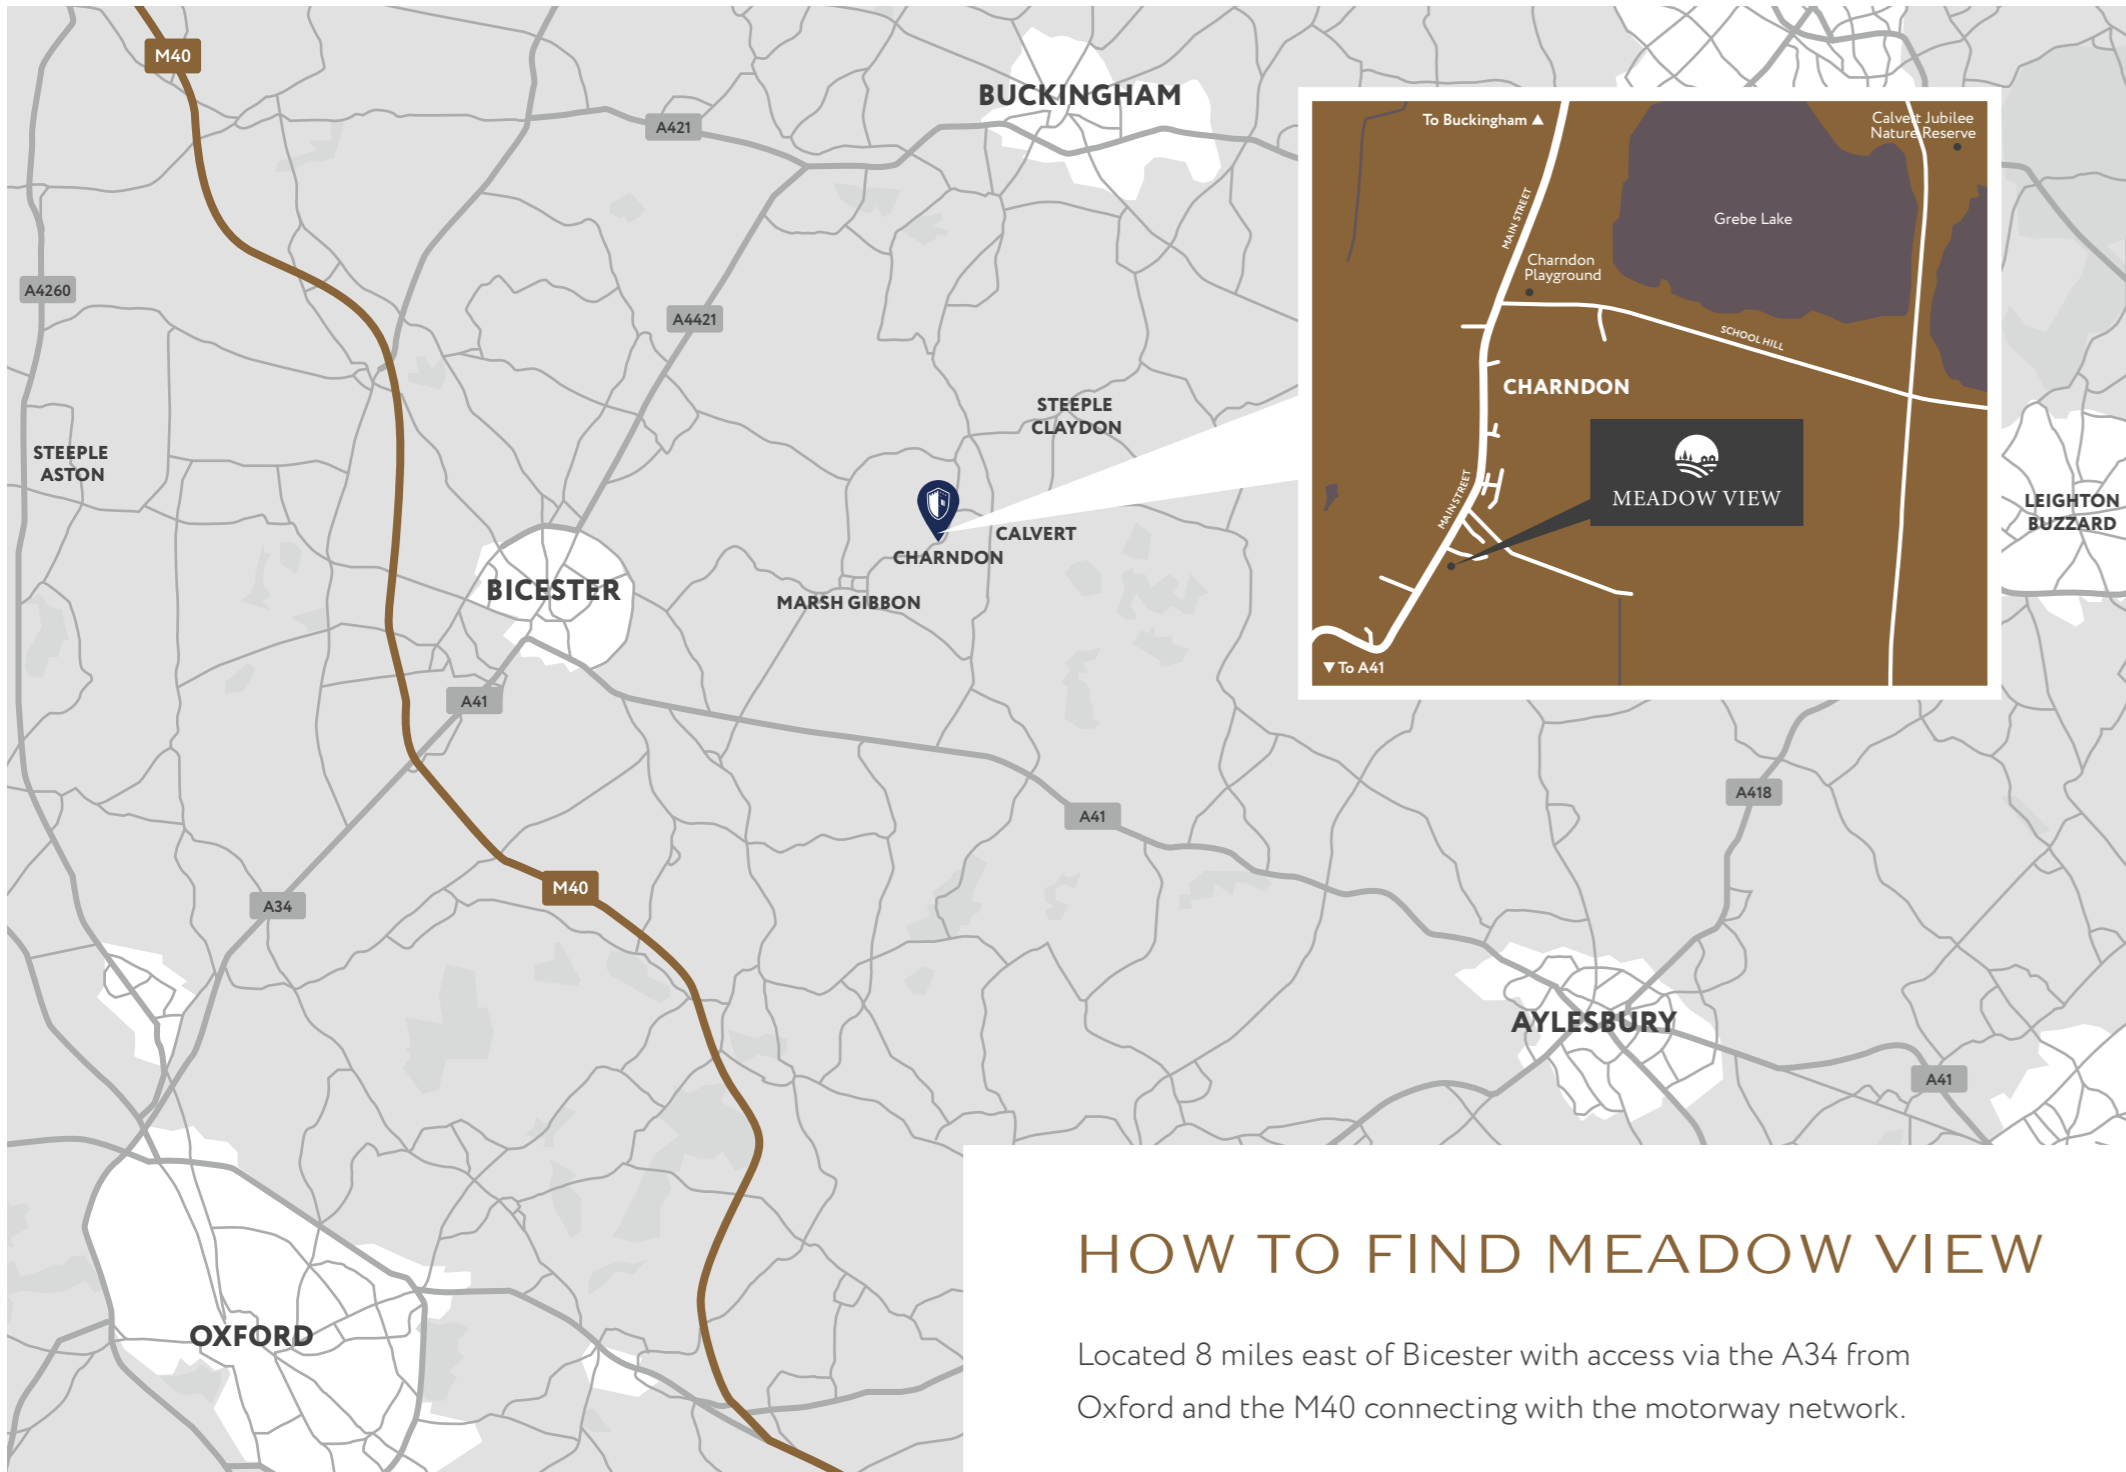 M40
BUCKINGHAM
A421
To Buckingham ▲
Calvert Jubilee
Nature Reserve
MAIN STREET
Grebe Lake
Charndon
Playground
A4260
A4421
SCHOOL HILL
CHARNDON
STEEPLE
CLAYDON
STEEPLE
ASTON
MEADOW VIEW
MAIN STREET
LEIGHTON
BUZZARD
CALVERT
CHARNDON
BICESTER
MARSH GIBBON
▼ To A41
A41
A418
A41
M40
A34
AYLESBURY
A41
OXFORD
HOW TO FIND MEADOW VIEW
Located 8 miles east of Bicester with access via the A34 from
Oxford and the M40 connecting with the motorway network.